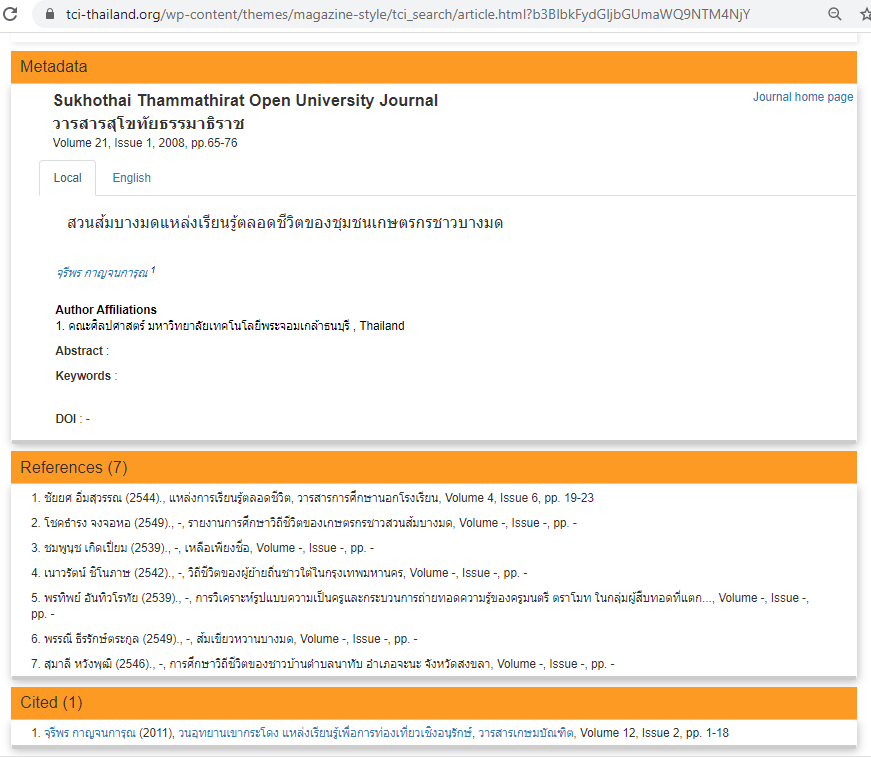 tci-thailand.org/wp-content/themes/magazine-style/tci_search/article.html?b3BlbkFydGljbGUmaWQ9NTM4NjY
Metadata
Sukhothai Thammathirat Open University Journal
Journal home page
วารสารสุโขทัยธรรมาธิราช
Volume 21, Issue 1, 2008, pp.65-76
Local English
สวนส้มบางมดแหล่งเรียนรู้ตลอดชีวิตของชุมชนเกษตรกรชาวบางมด
จุรีพร กาญจนการุณ 1
Author Affiliations
1. คณะศิลปศาสตร์ มหาวิทยาลัยเทคโนโลยีพระจอมเกล้าธนบุรี , Thailand
Abstract :
Keywords :
DOI : -
References (7)
1. ชัยยศ อิ่มสุวรรณ (2544)., แหล่งการเรียนรู้ตลอดชีวิต, วารสารการศึกษานอกโรงเรียน, Volume 4, Issue 6, pp. 19-23
2. โชคธำรง จงจอหอ (2549)., -, รายงานการศึกษาวิถีชีวิตของเกษตรกรชาวสวนส้มบางมด, Volume -, Issue -, pp. -
3. ชมพูนุช เกิดเปี่ยม (2539)., -, เหลือเพียงชื่อ, Volume -, Issue -, pp. -
4. เนาวรัตน์ ชิโนภาษ (2542)., -, วิถีชีวิตของผู้ย้ายถิ่นชาวใต้ในกรุงเทพมหานคร, Volume -, Issue -, pp. -
5. พรทิพย์ อันทิวโรทัย (2539)., -, การวิเคราะห์รูปแบบความเป็นครูและกระบวนการถ่ายทอดความรู้ของครูมนตรี ตราโมท ในกลุ่มผู้สืบทอดที่แตก..., Volume -, Issue -,
pp. -
6. พรรณี ธีรรักษ์ตระกูล (2549)., -, ส้มเขียวหวานบางมด, Volume -, Issue -, pp. -
7. สุมาลี หวังพุฒิ (2546)., -, การศึกษาวิถีชีวิตของชาวบ้านตำบลนาทับ อำเภอจะนะ จังหวัดสงขลา, Volume -, Issue -, pp. -
Cited (1)
1. จุรีพร กาญจนการุณ (2011), วนอุทยานเขากระโดง แหล่งเรียนรู้เพื่อการท่องเที่ยวเชิงอนุรักษ์, วารสารเกษมบัณฑิต, Volume 12, Issue 2, pp. 1-18